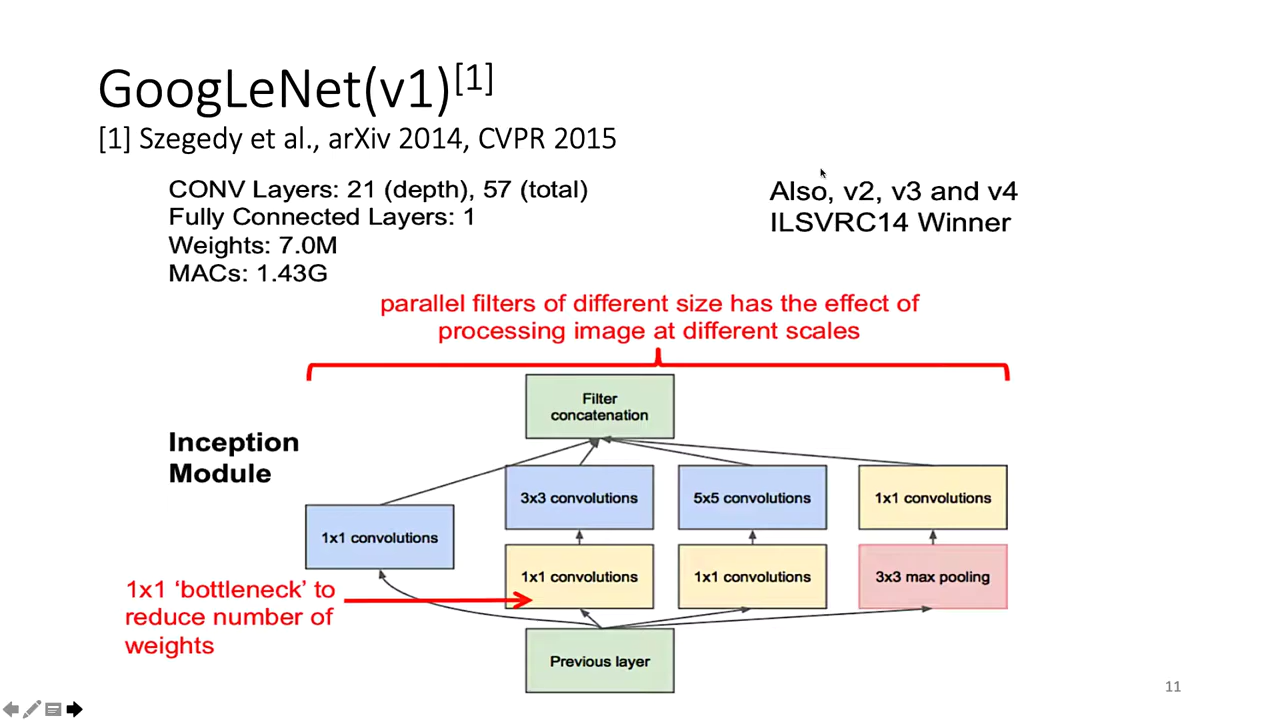 GoogLeNet(v1)[1]
[1] Szegedy et al., arXiv 2014, CVPR 2015
CONV Layers: 21 (depth), 57 (total)
Fully Connected Layers: 1
Weights: 7.0M
MACs: 1.43G
Also, v2, v3 and v4
ILSVRC14 Winner
parallel filters of different size has the effect of
processing image at different scales
Filter
concatenation
Inception
Module
3x3 convolutions
5x5 convolutions
1x1 convolutions
1x1 convolutions
1x1 convolutions
1x1 convolutions
3x3 max pooling
1x1 ‘bottleneck’ to
reduce number of
weights
Previous layer
11